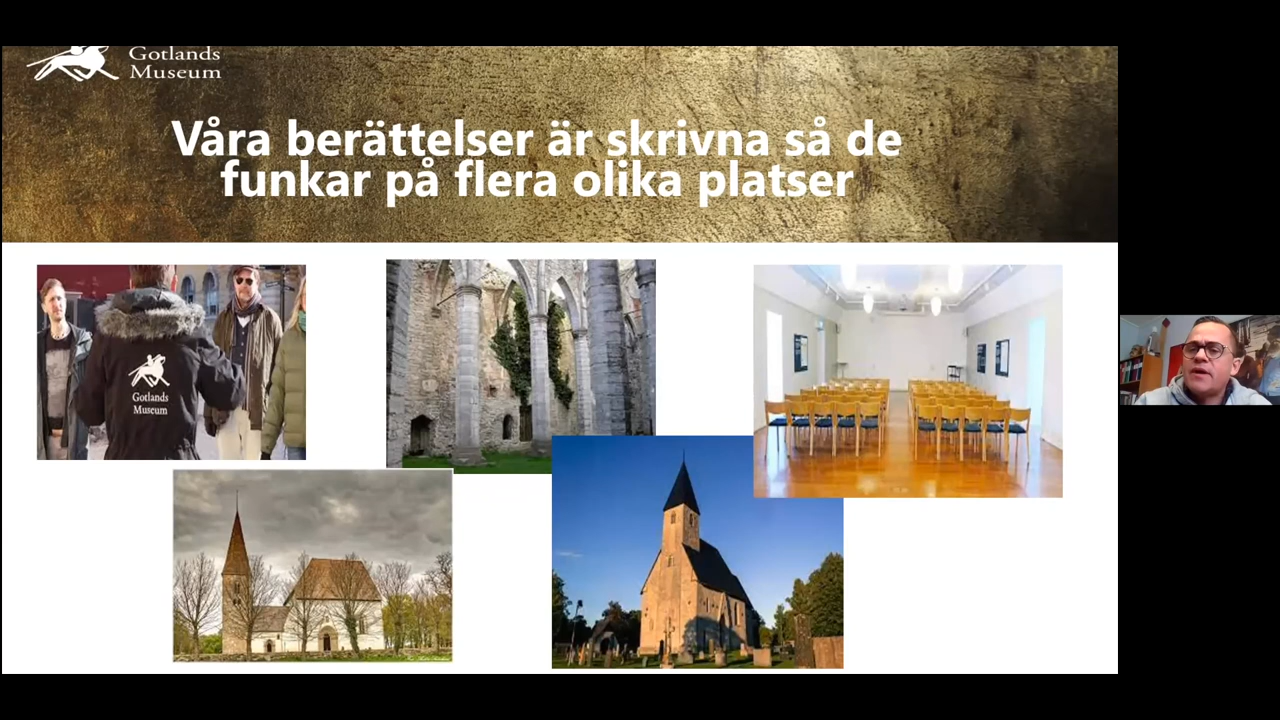 Gotlands
Museum
Våra berättelser är skrivna så de
funkar på flera olika platser
Gotlands
Museum